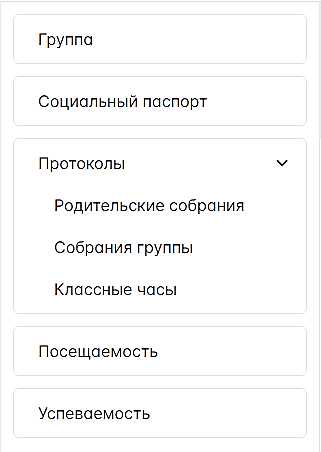 Группа
Социальный паспорт
Протоколы
Родительские собрания
Собрания группы
Классные часы
Посещаемость
Успеваемость